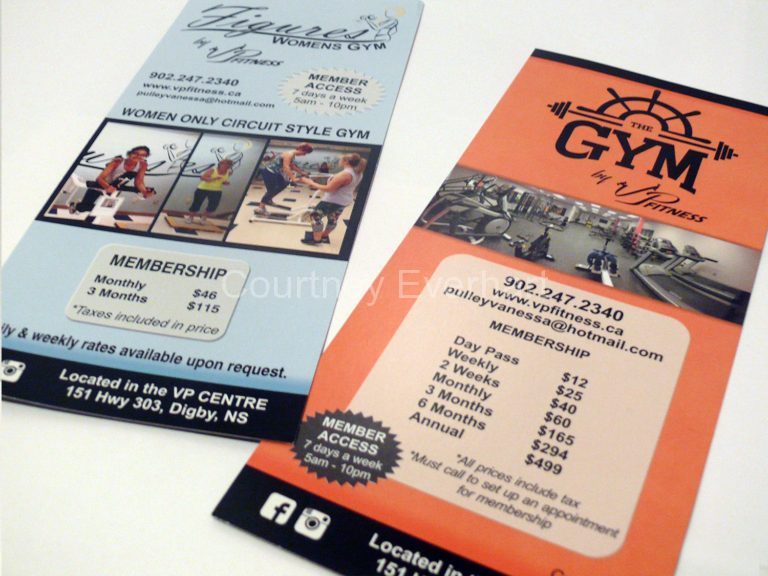 Figures
WOMENS GYM
by VP FITNESS
902.247.2340
www.vpfitness.ca
pulleyvanessa@hotmail.com
MEMBER
ACCESS
7 days a week
5am - 10pm
WOMEN ONLY CIRCUIT STYLE GYM
MEMBERSHIP
Monthly $46
3 Months $115
*Taxes included in price
& weekly rates available upon request.
Located in the VP CENTRE
151 Hwy 303, Digby, NS
THE
GYM
by VP FITNESS
902.247.2340
www.vpfitness.ca
pulleyvanessa@hotmail.com
MEMBERSHIP
Day Pass $12
Weekly $25
2 Weeks $40
Monthly $60
3 Months $165
6 Months $294
Annual $499
*All prices include tax
*Must call to set up an appointment
for membership
MEMBER
ACCESS
7 days a week
5am - 10pm
Located in the VP
151 Hwy
Courtney Everhart